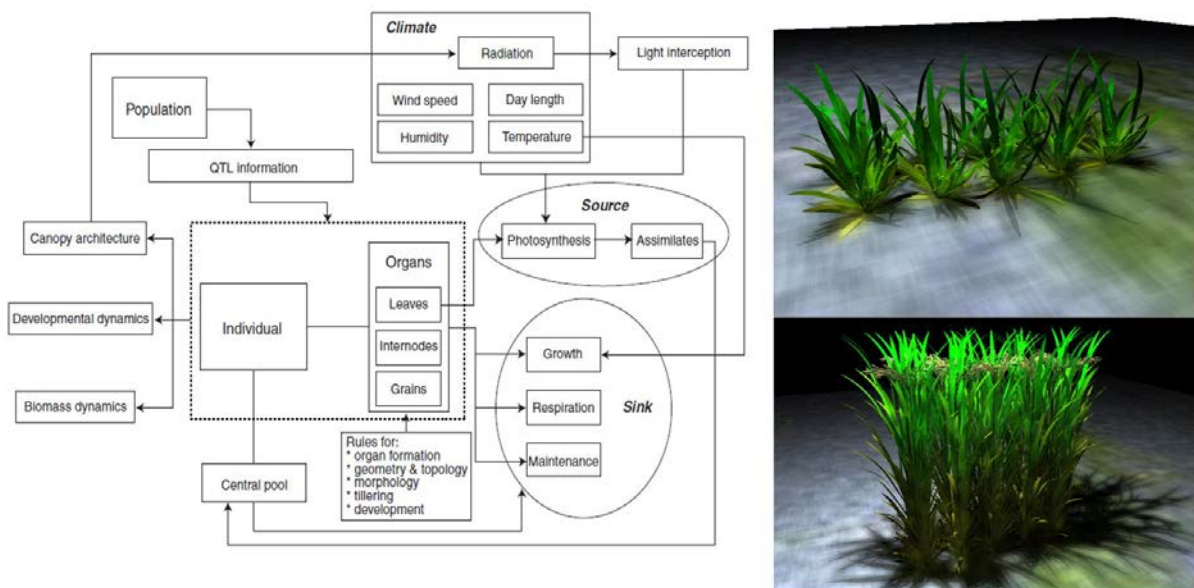 Climate
Radiation
Light interception
Wind speed
Day length
Humidity
Temperature
Population
QTL information
Source
Photosynthesis
Assimilates
Canopy architecture
Developmental dynamics
Biomass dynamics
Individual
Organs
Leaves
Internodes
Grains
Growth
Respiration
Maintenance
Sink
Rules for:
* organ formation
* geometry & topology
* morphology
* tillering
* development
Central pool